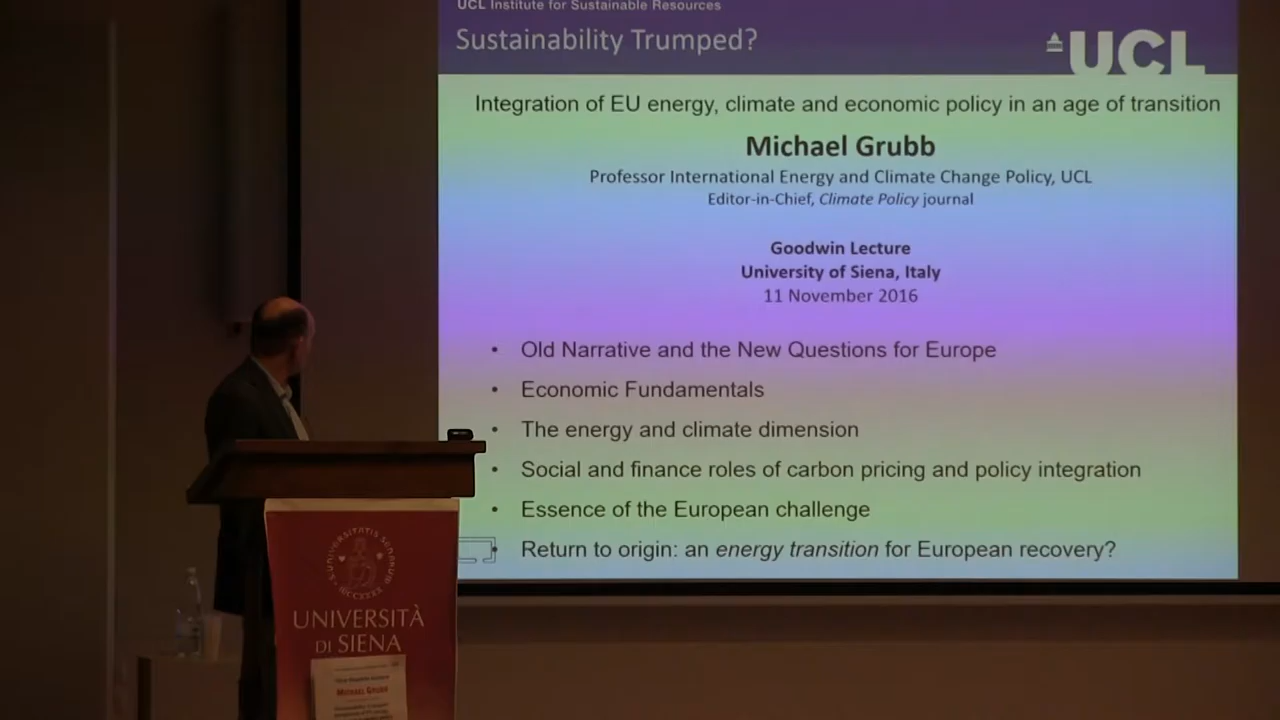 UCL Institute for Sustainable Resources
Sustainability Trumped?
UCL
Integration of EU energy, climate and economic policy in an age of transition
Michael Grubb
Professor International Energy and Climate Change Policy, UCL
Editor-in-Chief, Climate Policy journal
Goodwin Lecture
University of Siena, Italy
11 November 2016
• Old Narrative and the New Questions for Europe
• Economic Fundamentals
• The energy and climate dimension
• Social and finance roles of carbon pricing and policy integration
• Essence of the European challenge
• Return to origin: an energy transition for European recovery?
UNIVERSITÀ
DI SIENA
MICHAEL GRUBB